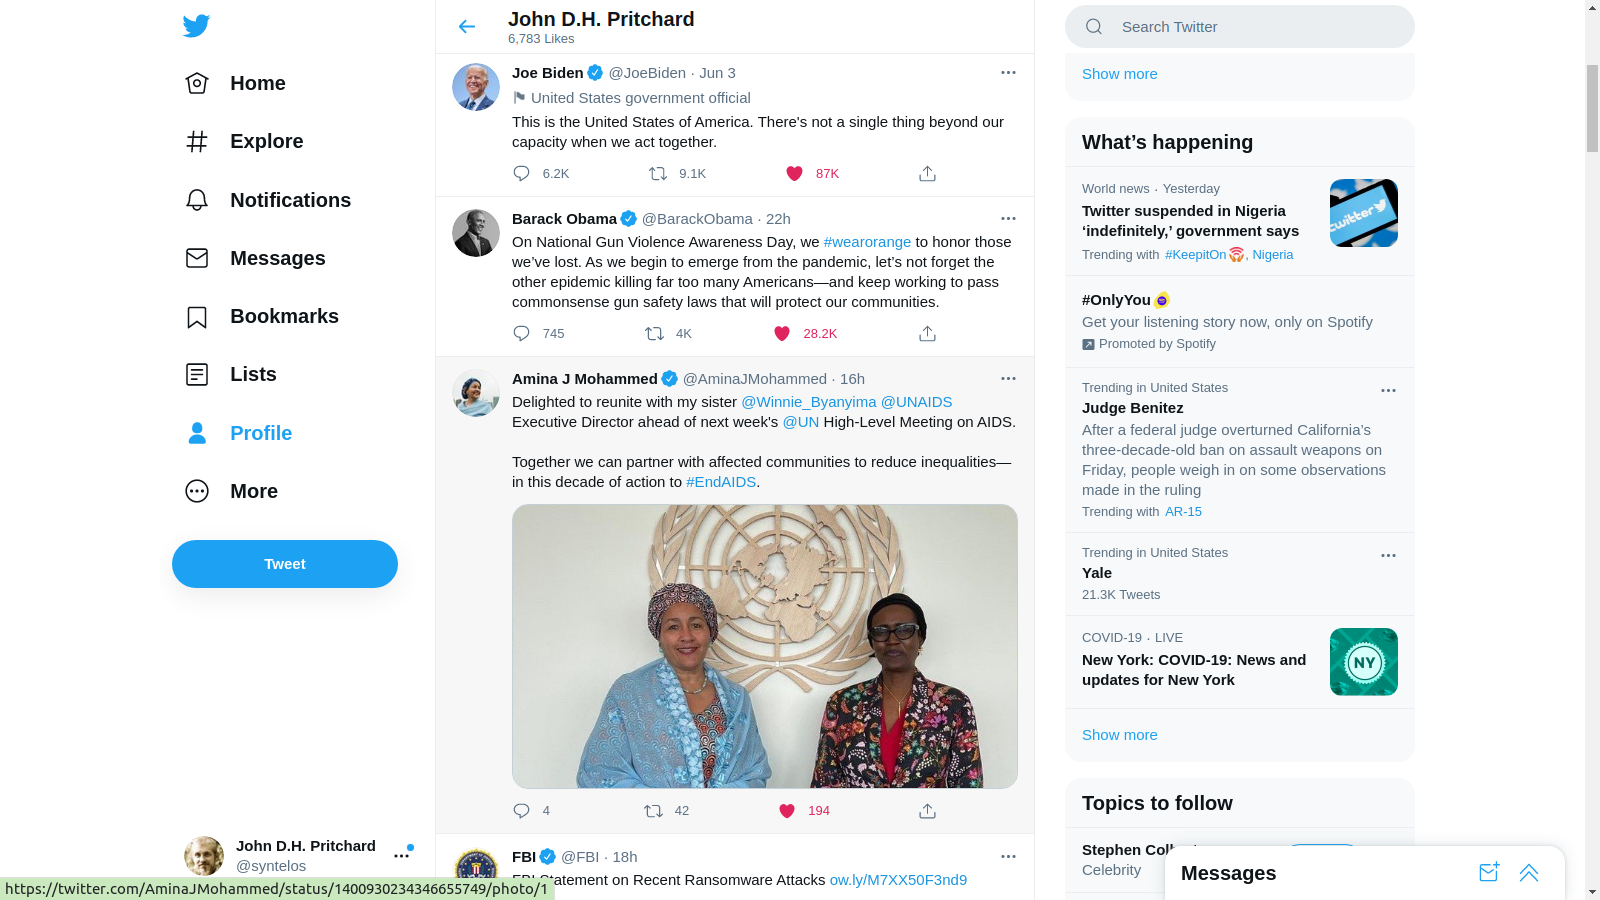 Home
Explore
Notifications
Messages
Bookmarks
Lists
Profile
More
Tweet
John D.H. Pritchard
@syntelos
https://twitter.com/AminaJMohammed/status/1400930234346655749/photo/1
John D.H. Pritchard
6,783 Likes
Joe Biden @JoeBiden · Jun 3
United States government official
This is the United States of America. There's not a single thing beyond our
capacity when we act together.
6.2K 9.1K 87K
Barack Obama @BarackObama · 22h
On National Gun Violence Awareness Day, we #wearorange to honor those
we’ve lost. As we begin to emerge from the pandemic, let’s not forget the
other epidemic killing far too many Americans—and keep working to pass
commonsense gun safety laws that will protect our communities.
745 4K 28.2K
Amina J Mohammed @AminaJMohammed · 16h
Delighted to reunite with my sister @Winnie_Byanyima @UNAIDS
Executive Director ahead of next week's @UN High-Level Meeting on AIDS.
Together we can partner with affected communities to reduce inequalities—
in this decade of action to #EndAIDS.
4 42 194
FBI @FBI · 18h
FBI Statement on Recent Ransomware Attacks ow.ly/M7XX50F3nd9
Search Twitter
Show more
What’s happening
World news · Yesterday
Twitter suspended in Nigeria
‘indefinitely,’ government says
Trending with #KeepitOn, Nigeria
twitter
#OnlyYou
Get your listening story now, only on Spotify
Promoted by Spotify
Trending in United States
Judge Benitez
After a federal judge overturned California’s
three-decade-old ban on assault weapons on
Friday, people weigh in on some observations
made in the ruling
Trending with AR-15
Trending in United States
Yale
21.3K Tweets
COVID-19 · LIVE
New York: COVID-19: News and
updates for New York
NY
Show more
Topics to follow
Stephen Col
Celebrity
Messages